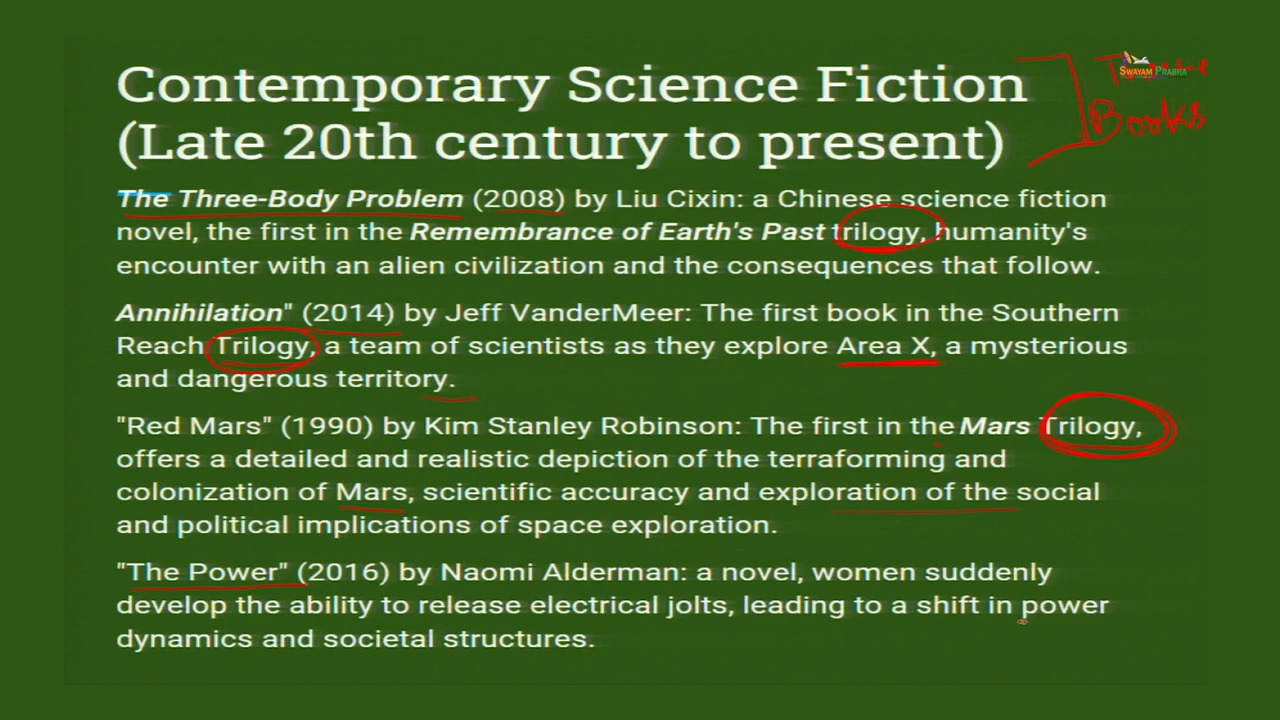 Contemporary Science Fiction
(Late 20th century to present)
SWAYAM PRABHA
Books
The Three-Body Problem (2008) by Liu Cixin: a Chinese science fiction
novel, the first in the Remembrance of Earth's Past trilogy, humanity's
encounter with an alien civilization and the consequences that follow.
Annihilation" (2014) by Jeff VanderMeer: The first book in the Southern
Reach Trilogy, a team of scientists as they explore Area X, a mysterious
and dangerous territory.
"Red Mars" (1990) by Kim Stanley Robinson: The first in the Mars Trilogy,
offers a detailed and realistic depiction of the terraforming and
colonization of Mars, scientific accuracy and exploration of the social
and political implications of space exploration.
"The Power" (2016) by Naomi Alderman: a novel, women suddenly
develop the ability to release electrical jolts, leading to a shift in power
dynamics and societal structures.